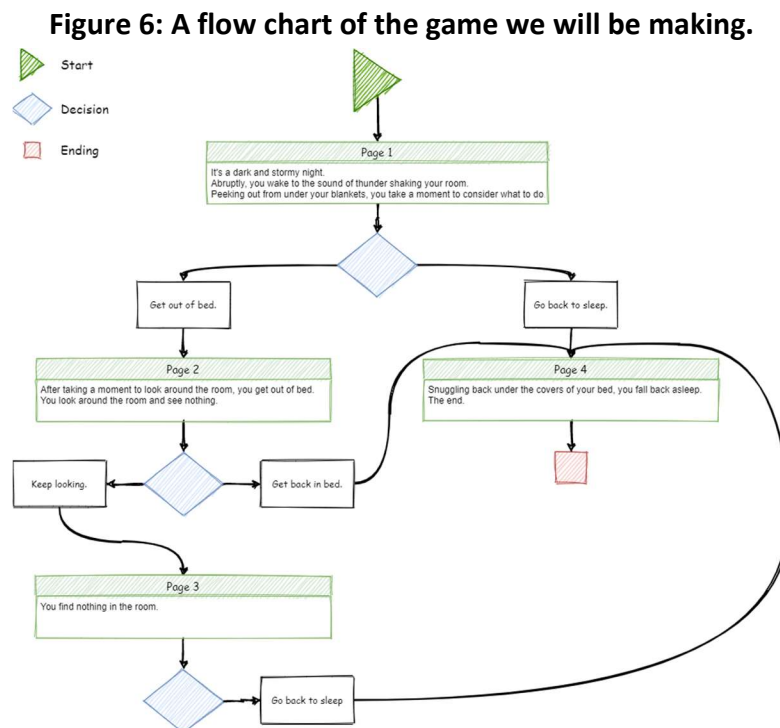 Figure 6: A flow chart of the game we will be making.
Start
Decision
Ending
Page 1
It's a dark and stormy night.
Abruptly, you wake to the sound of thunder shaking your room.
Peeking out from under your blankets, you take a moment to consider what to do
Get out of bed.
Go back to sleep.
Page 2
After taking a moment to look around the room, you get out of bed.
You look around the room and see nothing.
Page 4
Snuggling back under the covers of your bed, you fall back asleep.
The end.
Keep looking.
Get back in bed.
Page 3
You find nothing in the room.
Go back to sleep